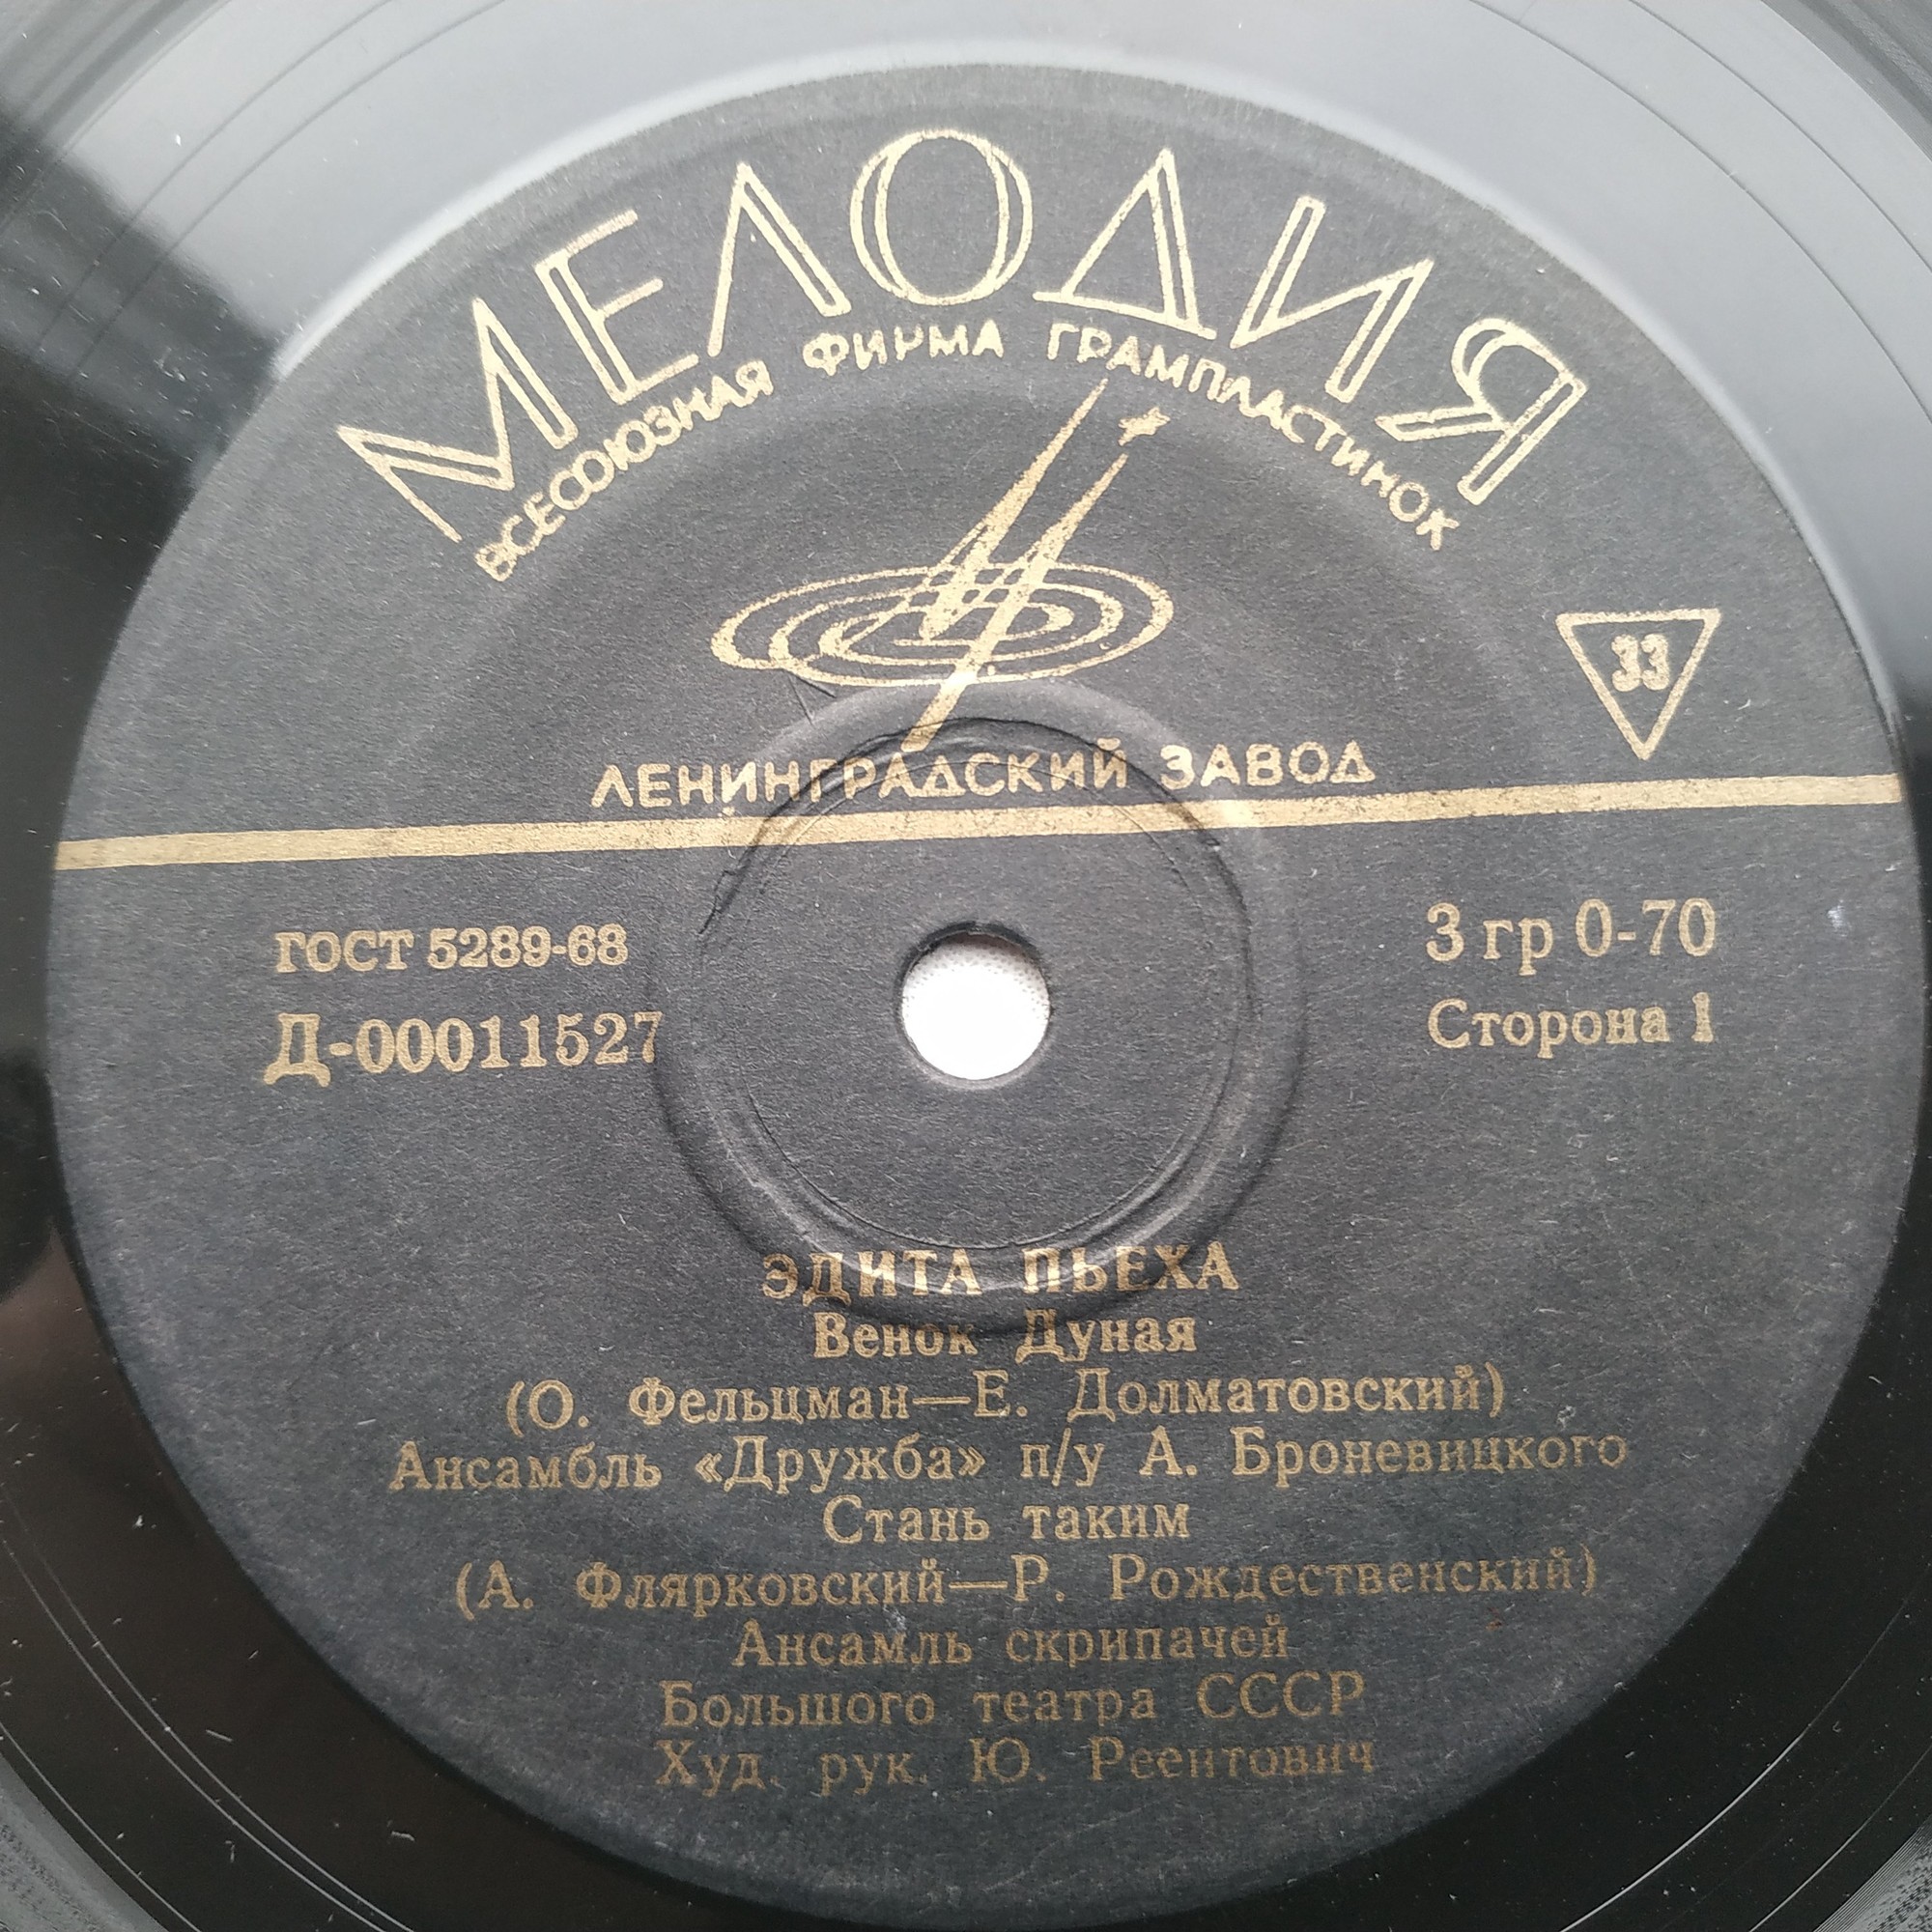 МЕЛОДИЯ
ВСЕСОЮЗНАЯ ФИРМА ГРАМПЛАСТИНОК
33
ЛЕНИНГРАДСКИЙ ЗАВОД
ГОСТ 5289-68
3 гр 0-70
Д-00011527
Сторона 1
ЭДИТА ПЬЕХА
Венок Дуная
(О. Фельцман—Е. Долматовский)
Ансамбль «Дружба» п/у А. Броневицкого
Стань таким
(А. Флярковский—Р. Рождественский)
Ансамль скрипачей
Большого театра СССР
Худ. рук. Ю. Реентович